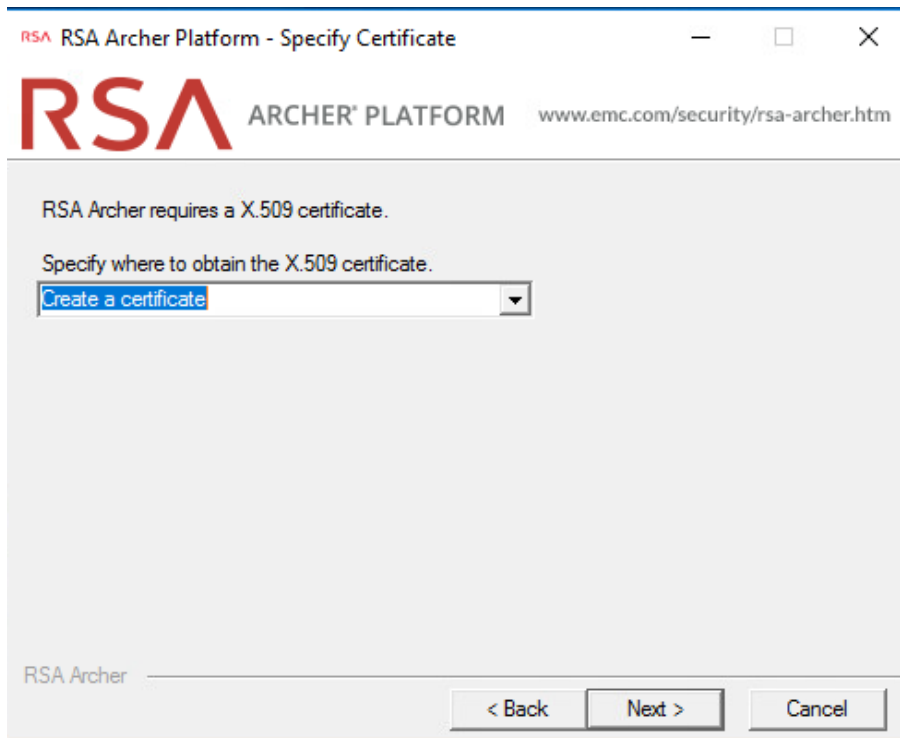 RSA RSA Archer Platform - Specify Certificate
RSA ARCHER® PLATFORM www.emc.com/security/rsa-archer.htm
RSA Archer requires a X.509 certificate.
Specify where to obtain the X.509 certificate.
Create a certificate
RSA Archer
< Back Next > Cancel